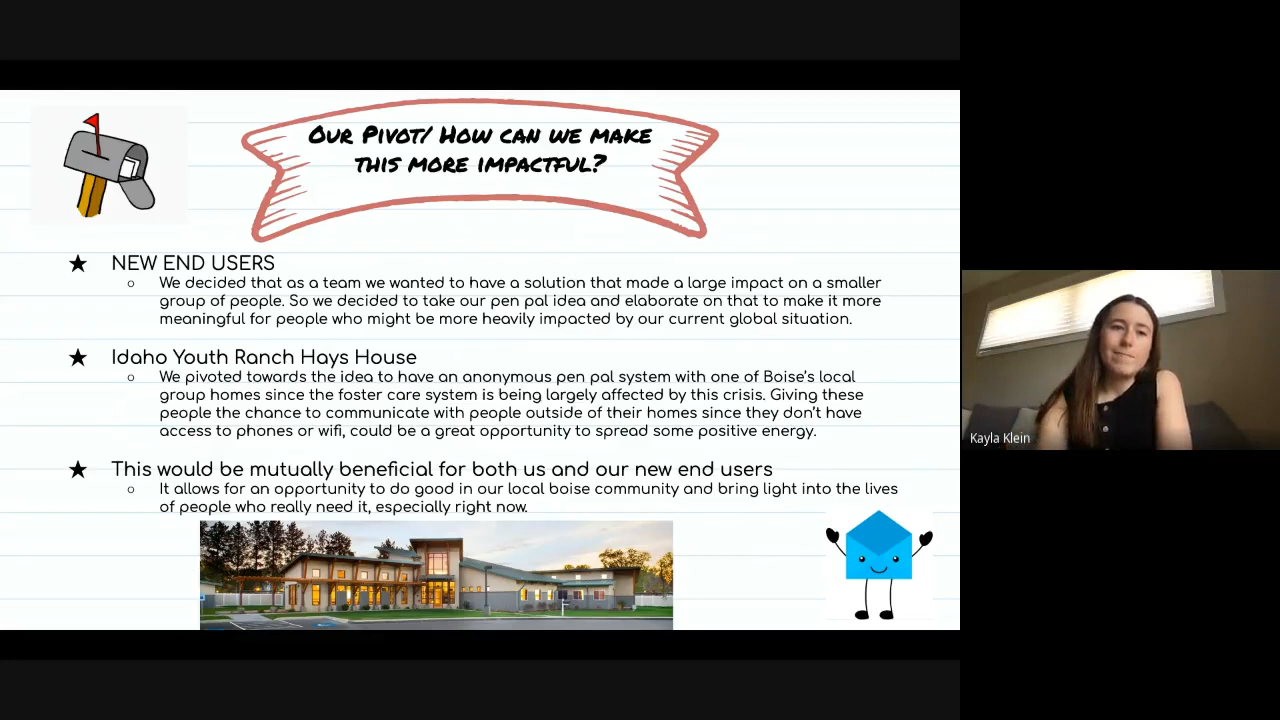 Our Pivot/ How can we make
this more impactful?
★ NEW END USERS
○ We decided that as a team we wanted to have a solution that made a large impact on a smaller
group of people. So we decided to take our pen pal idea and elaborate on that to make it more
meaningful for people who might be more heavily impacted by our current global situation.
★ Idaho Youth Ranch Hays House
○ We pivoted towards the idea to have an anonymous pen pal system with one of Boise's local
group homes since the foster care system is being largely affected by this crisis. Giving these
people the chance to communicate with people outside of their homes since they don't have
access to phones or wifi, could be a great opportunity to spread some positive energy.
★ This would be mutually beneficial for both us and our new end users
○ It allows for an opportunity to do good in our local boise community and bring light into the lives
of people who really need it, especially right now.
Kayla Klein